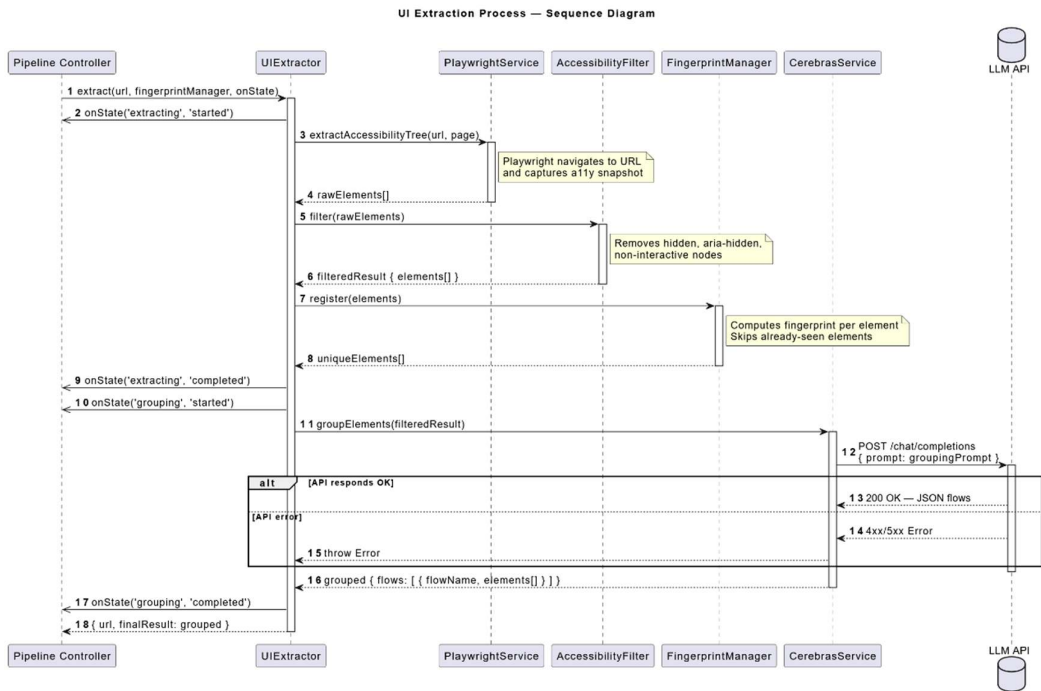 UI Extraction Process — Sequence Diagram
Pipeline Controller
UIExtractor
PlaywrightService
AccessibilityFilter
FingerprintManager
CerebrasService
LLM API
1 extract(url, fingerprintManager, onState)
2 onState('extracting', 'started')
3 extractAccessibilityTree(url, page)
Playwright navigates to URL
and captures a11y snapshot
4 rawElements[]
5 filter(rawElements)
Removes hidden, aria-hidden,
non-interactive nodes
6 filteredResult { elements[] }
7 register(elements)
Computes fingerprint per element
Skips already-seen elements
8 uniqueElements[]
9 onState('extracting', 'completed')
10 onState('grouping', 'started')
11 groupElements(filteredResult)
12 POST /chat/completions
{ prompt: groupingPrompt }
alt [API responds OK]
13 200 OK — JSON flows
[API error]
14 4xx/5xx Error
15 throw Error
16 grouped { flows: [ { flowName, elements[] } ] }
17 onState('grouping', 'completed')
18 { url, finalResult: grouped }
Pipeline Controller
UIExtractor
PlaywrightService
AccessibilityFilter
FingerprintManager
CerebrasService
LLM API